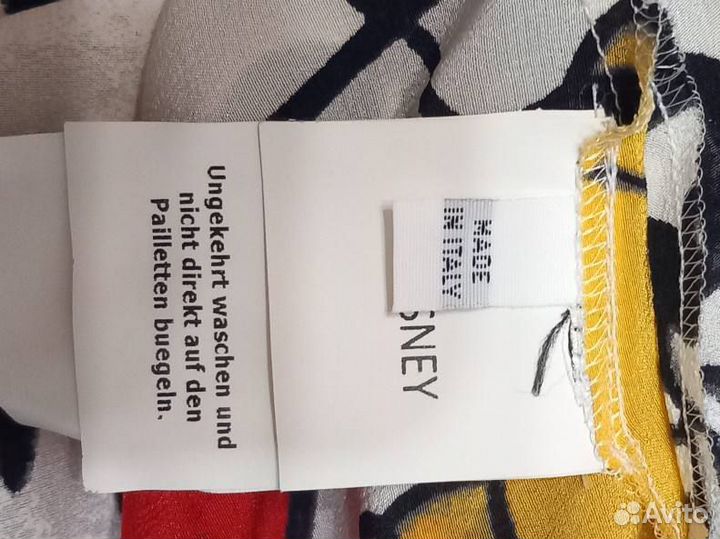 Ungekehrt waschen und
nicht direkt auf den
Pailletten buegeln.
MADE
IN ITALY
SNEY
Avito